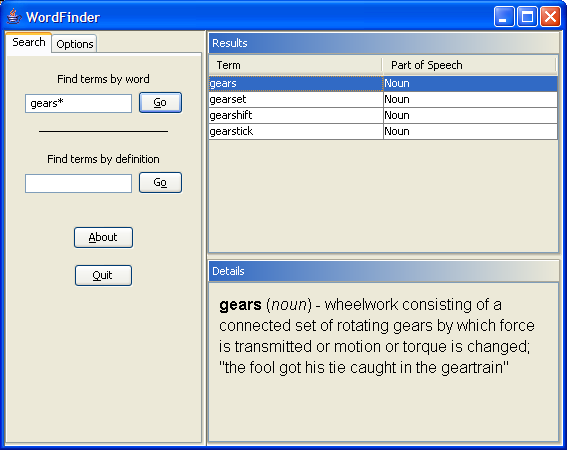 WordFinder
Search Options
Find terms by word
gears* Go
Find terms by definition
Go
About
Quit
Results
Term Part of Speech
gears Noun
gearset Noun
gearshift Noun
gearstick Noun
Details
gears (noun) - wheelwork consisting of a
connected set of rotating gears by which force
is transmitted or motion or torque is changed;
"the fool got his tie caught in the geartrain"